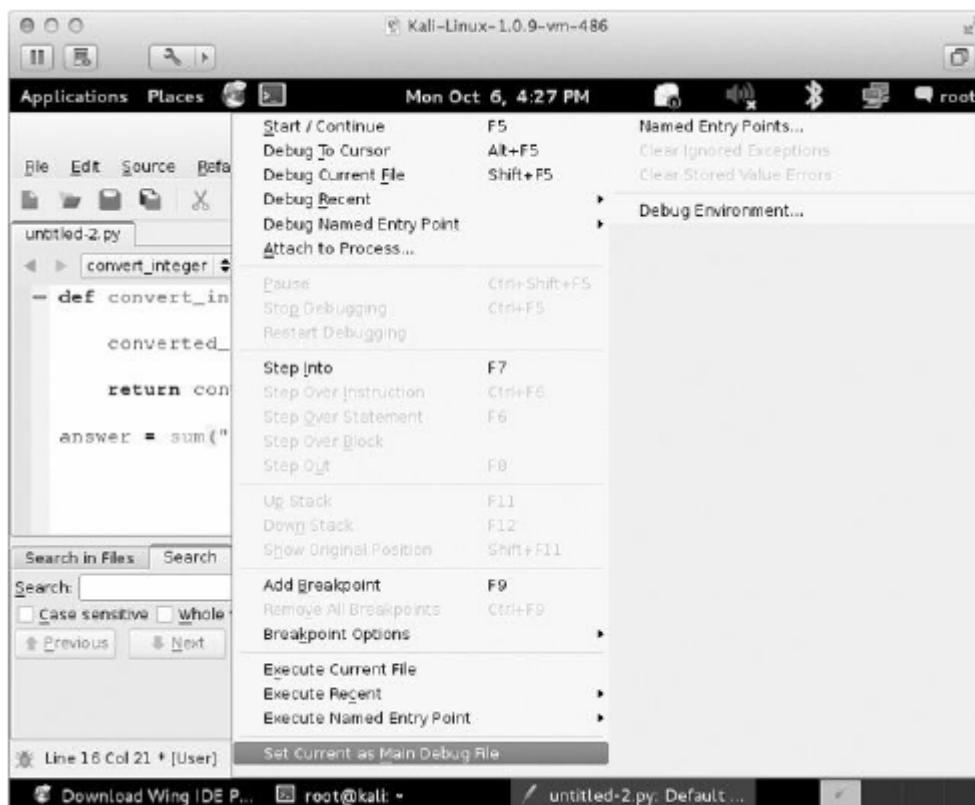 Kali-Linux-1.0.9-vm-486
Applications Places Mon Oct 6, 4:27 PM root
File Edit Source Refa
untitled-2.py
convert_integer
def convert_in
converted_
return con
answer = sum("
Search in Files Search
Search:
Case sensitive Whole
Previous Next
Line 16 Col 21 * [User]
Start / Continue F5
Debug To Cursor Alt+F5
Debug Current File Shift+F5
Debug Recent
Debug Named Entry Point
Attach to Process...
Pause Ctrl+Shift+F5
Stop Debugging Ctrl+F5
Restart Debugging
Step Into F7
Step Over Instruction Ctrl+F6
Step Over Statement F6
Step Over Block
Step Out F8
Up Stack F11
Down Stack F12
Show Original Position Shift+F11
Add Breakpoint F9
Remove All Breakpoints Ctrl+F9
Breakpoint Options
Execute Current File
Execute Recent
Execute Named Entry Point
Set Current as Main Debug File
Named Entry Points...
Clear Ignored Exceptions
Clear Stored Value Errors
Debug Environment...
Download Wing IDE P... root@kali: ~ untitled-2.py: Default ...